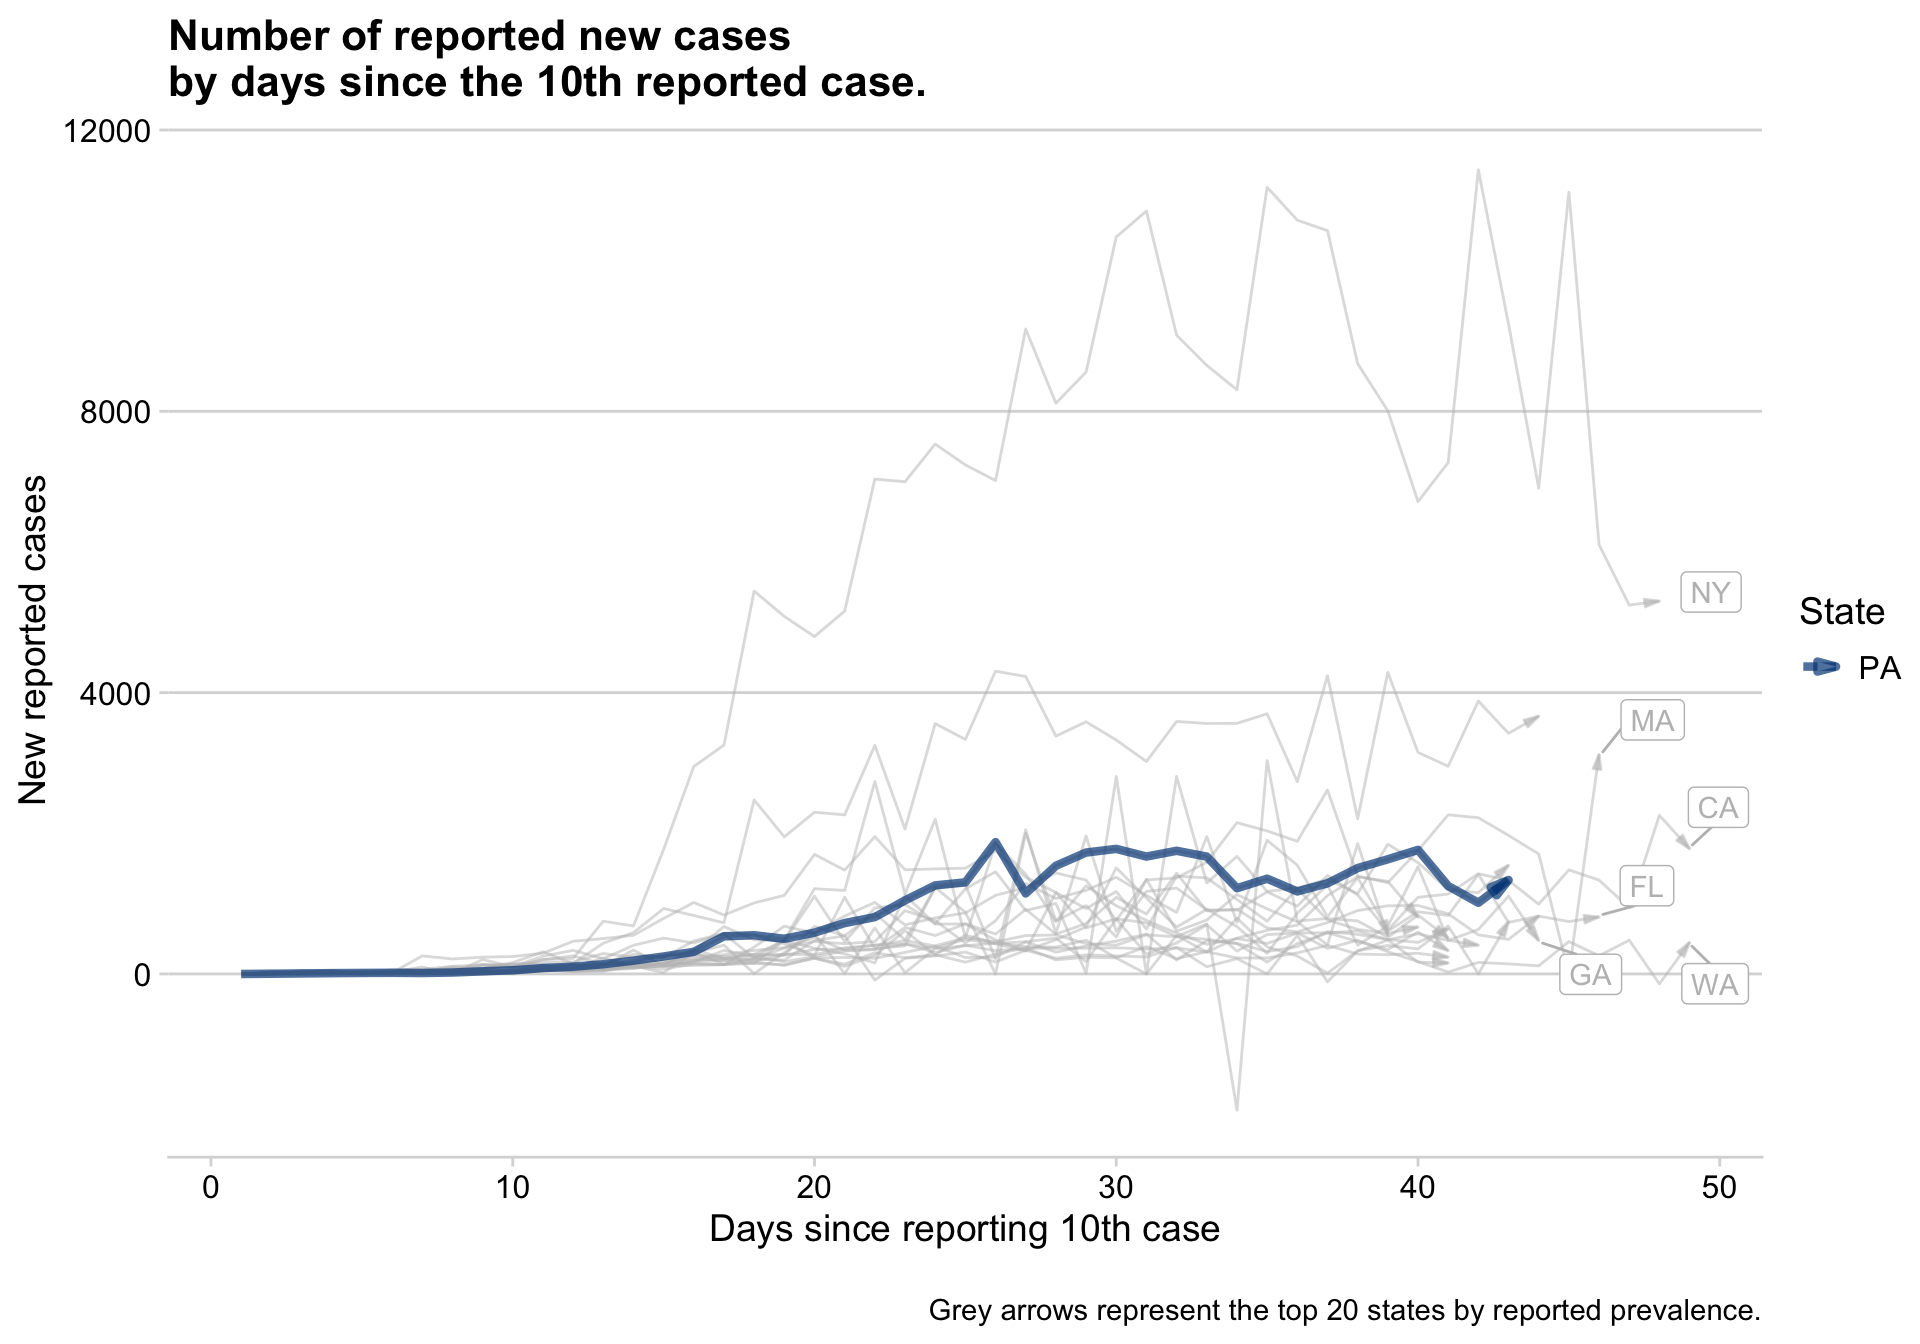 Number of reported new cases
by days since the 10th reported case.
12000
8000
4000
0
New reported cases
NY
MA
CA
FL
GA
WA
State
PA
0
10
20
30
40
50
Days since reporting 10th case
Grey arrows represent the top 20 states by reported prevalence.